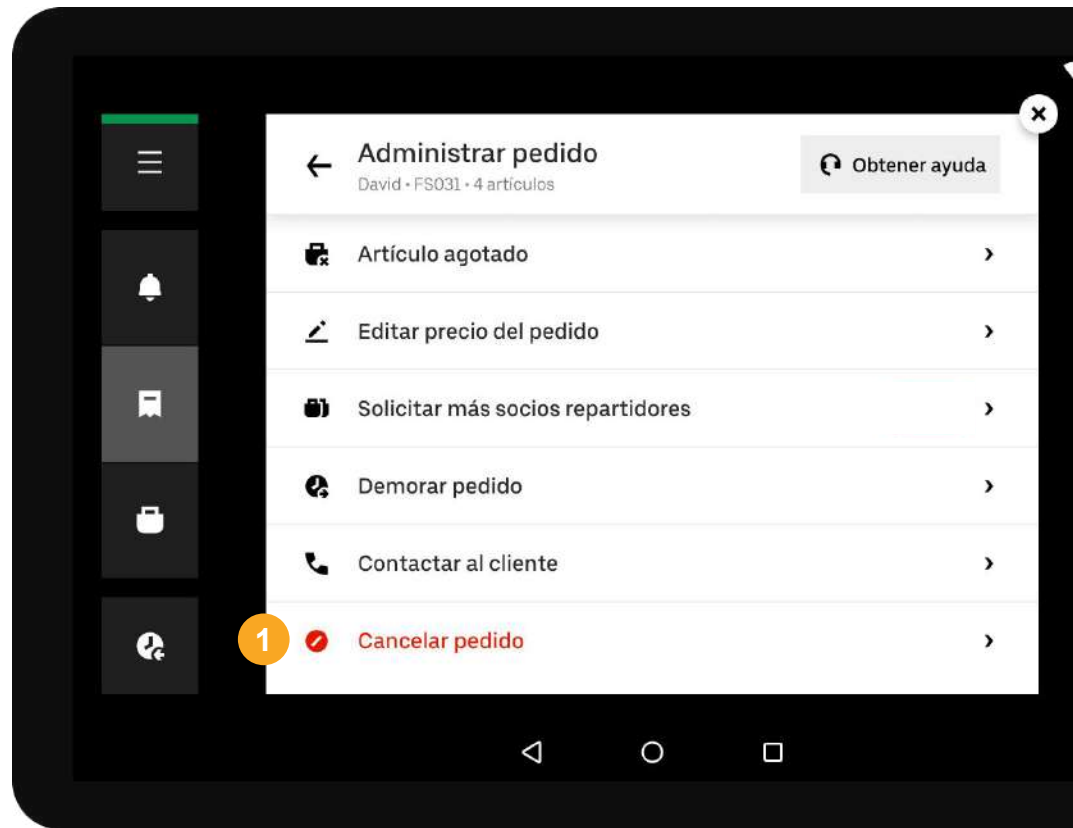 Administrar pedido
David • FS031 • 4 artículos
Obtener ayuda
Artículo agotado
Editar precio del pedido
Solicitar más socios repartidores
Demorar pedido
Contactar al cliente
1
Cancelar pedido